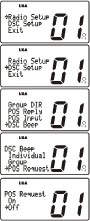 USA
▸Radio Setup
DSC Setup
Exit
01
USA
Radio Setup
▸DSC Setup
Exit
01
USA
Group DIR
POS Reply
POS Input
▸DSC Beep
01
USA
DSC Beep
Individual
Group
▸POS Request
01
USA
POS Request
On
▸Off
01